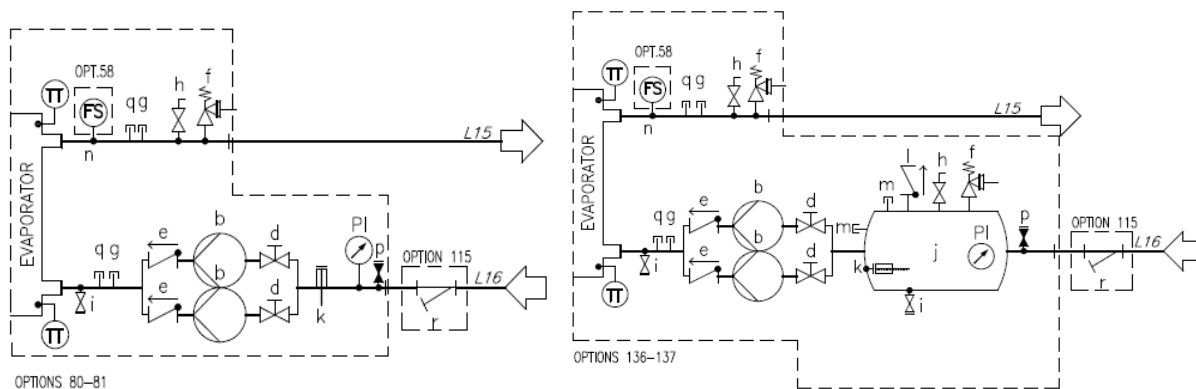 OPT.58
TT
FS
q g
h
f
n
L15
EVAPORATOR
b
e
d
PI
p
OPTION 115
q g
b
L16
i
e
d
k
r
TT
OPTIONS 80-81
OPT.58
TT
FS
q g
h
f
n
L15
EVAPORATOR
l
h
f
m
b
e
d
m
p
q g
b
PI
OPTION 115
e
d
j
L16
i
k
r
i
TT
OPTIONS 136-137